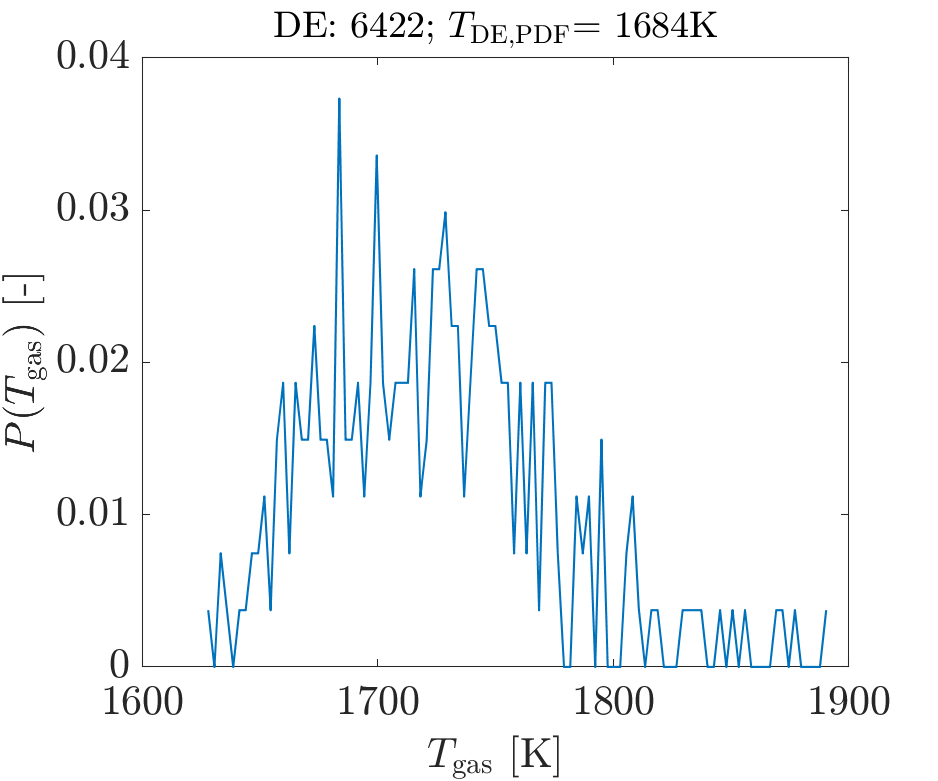 DE: 6422; T_DE,PDF= 1684K
0.04
0.03
0.02
0.01
0
P(T_gas) [-]
1600 1700 1800 1900
T_gas [K]